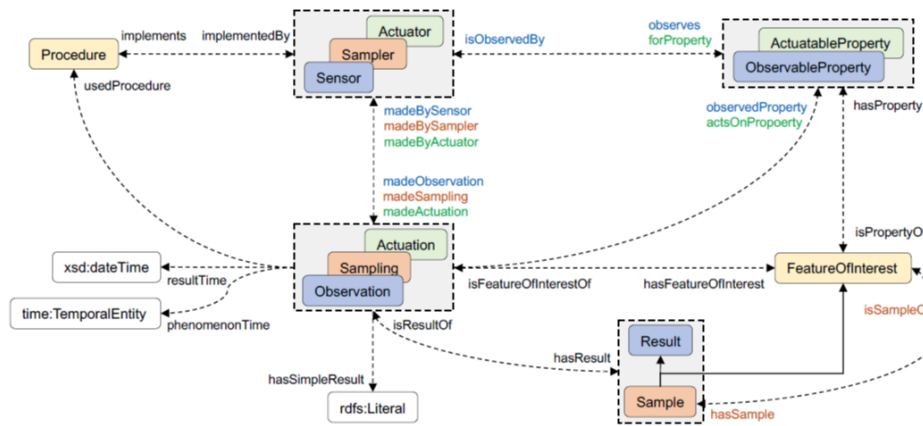 Actuator
implements
implementedBy
Procedure
Sampler
Sensor
usedProcedure
isObservedBy
observes
forProperty
ActuatableProperty
ObservableProperty
madeBySensor
madeBySampler
madeByActuator
observedProperty
actsOnPropoerty
hasProperty
madeObservation
madeSampling
madeActuation
Actuation
Sampling
Observation
xsd:dateTime
resultTime
time:TemporalEntity
phenomenonTime
isFeatureOfInterestOf
hasFeatureOfInterest
isPropertyO
FeatureOfInterest
isSampleO
isResultOf
hasResult
Result
Sample
hasSimpleResult
rdfs:Literal
hasSample